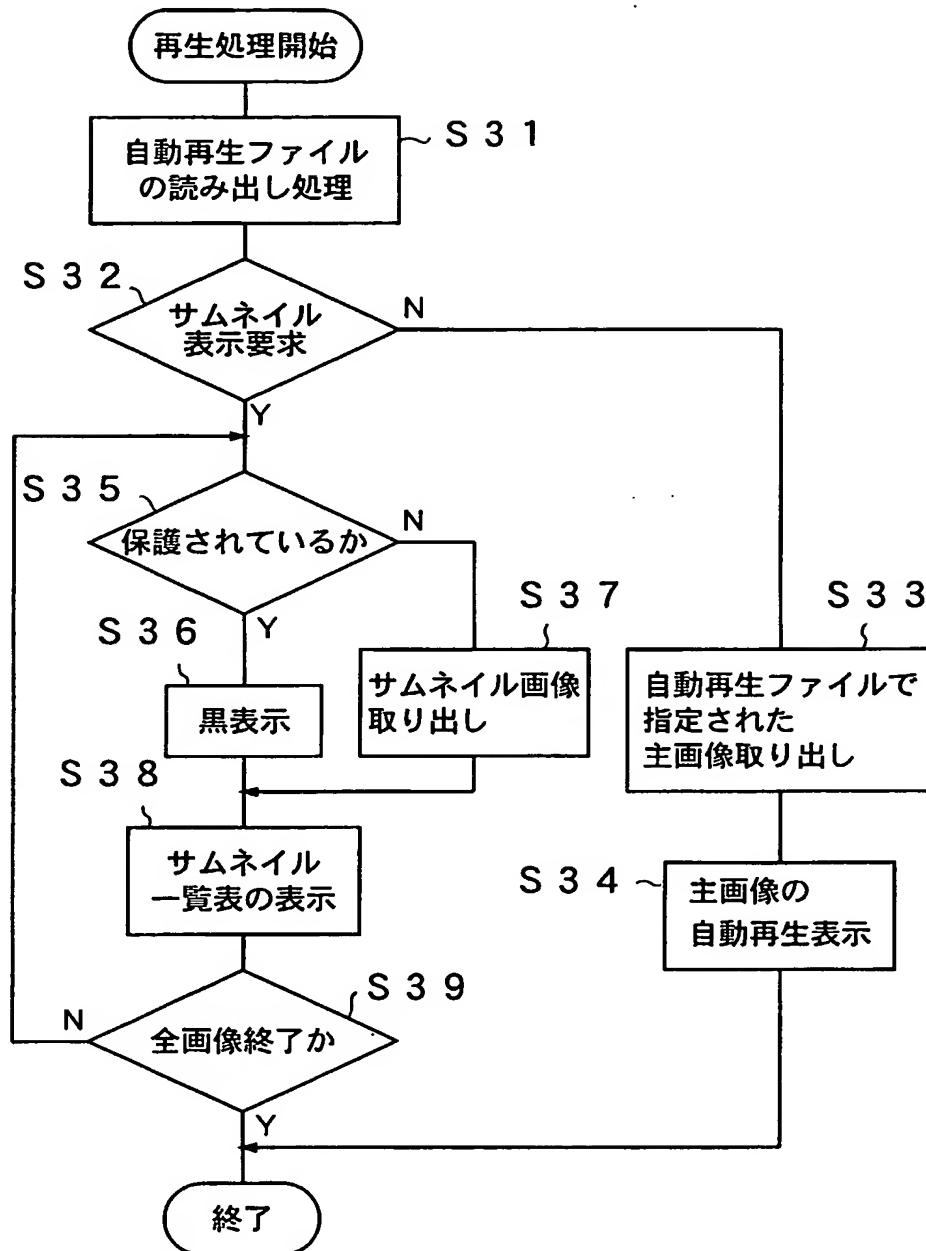 再生処理開始
自動再生ファイル
の読み出し処理
S31
S32
サムネイル
表示要求
N
Y
S35
保護されているか
N
Y
S36
黒表示
S37
サムネイル画像
取り出し
S33
自動再生ファイルで
指定された
主画像取り出し
S38
サムネイル
一覧表の表示
S34
主画像の
自動再生表示
S39
全画像終了か
N
Y
終了